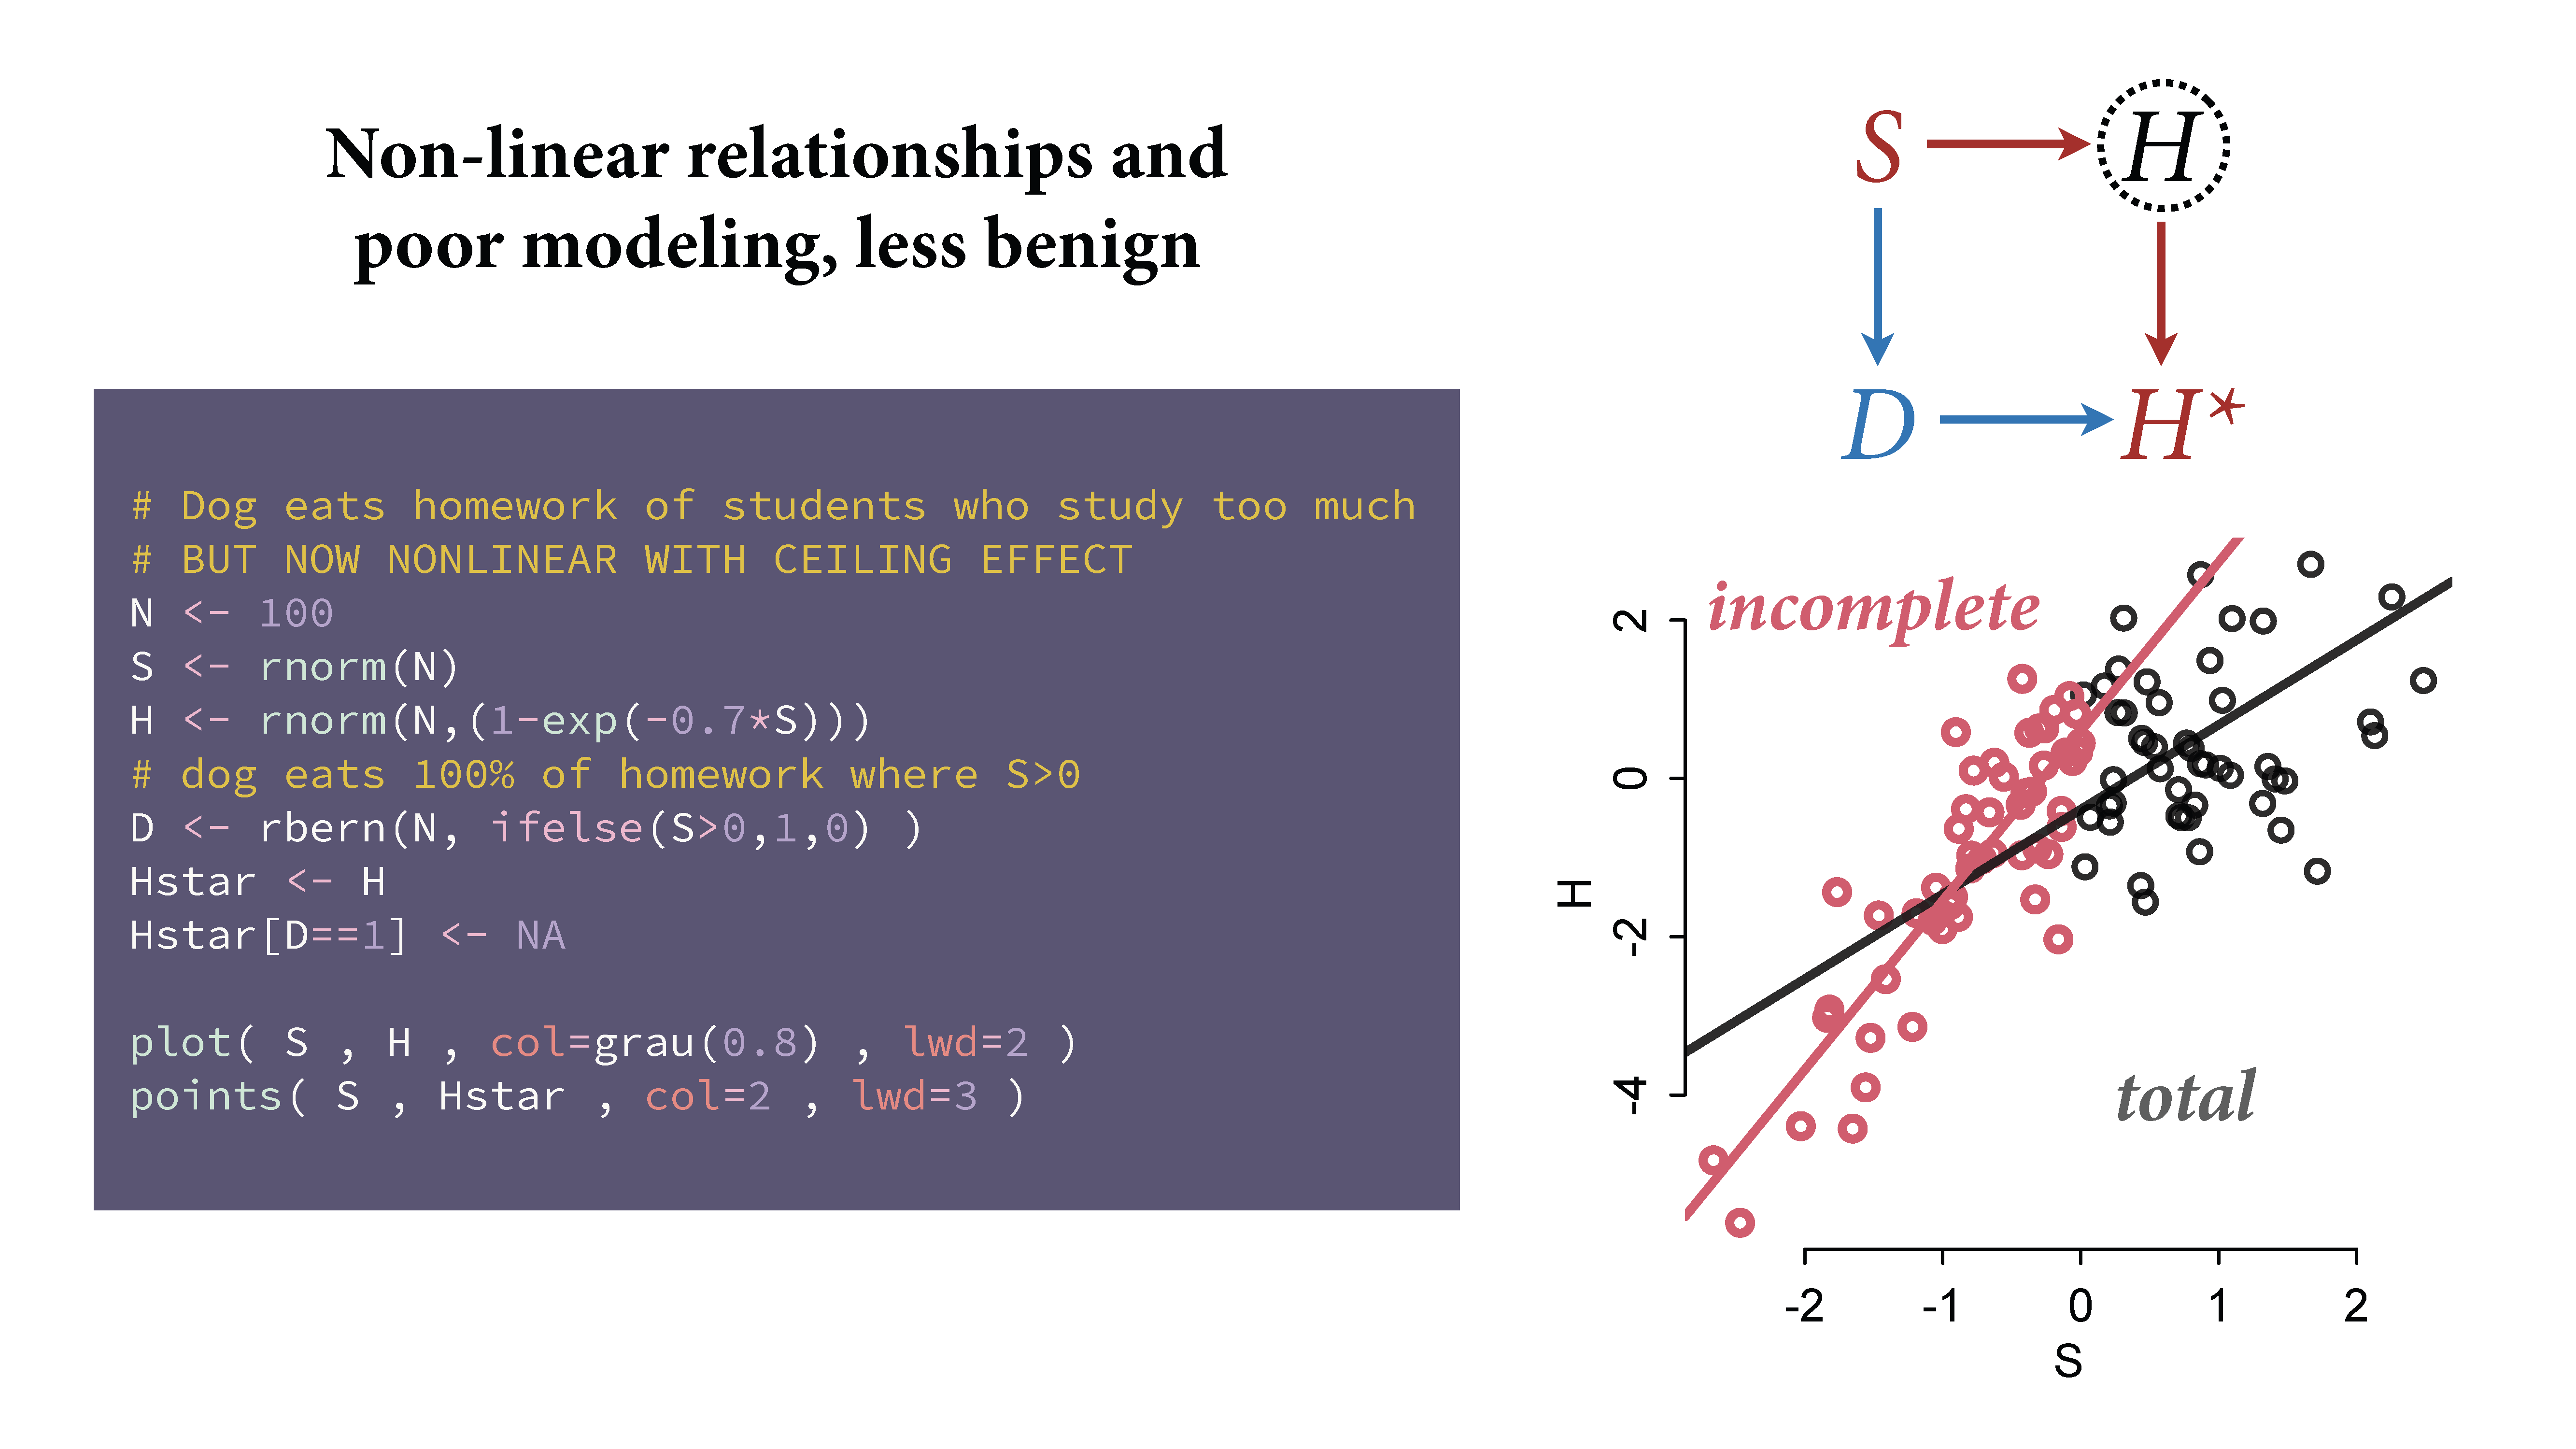 Non-linear relationships and
poor modeling, less benign
# Dog eats homework of students who study too much
# BUT NOW NONLINEAR WITH CEILING EFFECT
N <- 100
S <- rnorm(N)
H <- rnorm(N,(1-exp(-0.7*S)))
# dog eats 100% of homework where S>0
D <- rbern(N, ifelse(S>0,1,0) )
Hstar <- H
Hstar[D==1] <- NA
plot( S , H , col=grau(0.8) , lwd=2 )
points( S , Hstar , col=2 , lwd=3 )
S H
D H*
incomplete
total
2
0
-2
-4
H
-2 -1 0 1 2
S